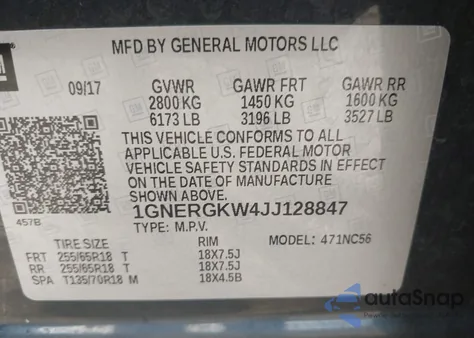 GM
MFD BY GENERAL MOTORS LLC
09/17 GVWR GAWR FRT GAWR RR
2800 KG 1450 KG 1600 KG
6173 LB 3196 LB 3527 LB
THIS VEHICLE CONFORMS TO ALL
APPLICABLE U.S. FEDERAL MOTOR
VEHICLE SAFETY STANDARDS IN EFFECT
ON THE DATE OF MANUFACTURE
SHOWN ABOVE.
457B
1GNERGKW4JJ128847
TYPE: M.P.V. MODEL: 471NC56
TIRE SIZE RIM
FRT 255/65R18 T 18X7.5J
RR 255/65R18 T 18X7.5J
SPA T135/70R18 M 18X4.5B
autoSnap